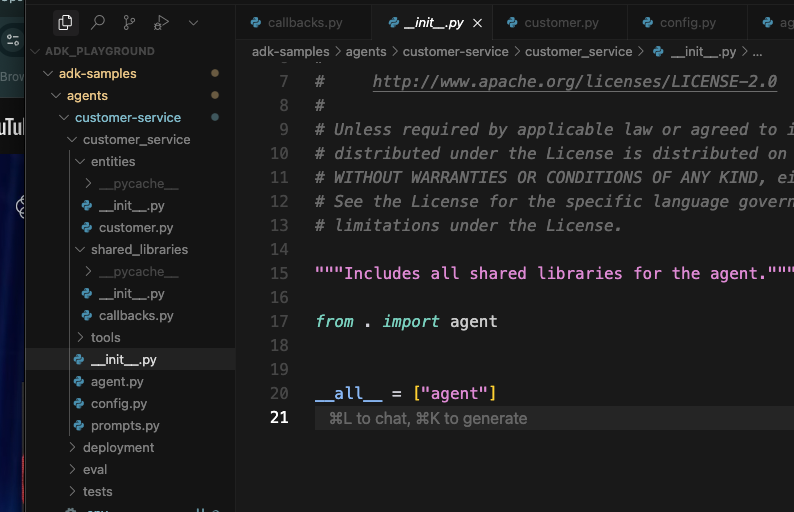 callbacks.py
__init__.py
customer.py
config.py
ag
ADK_PLAYGROUND
adk-samples > agents > customer-service > customer_service > __init__.py > ...
adk-samples
agents
customer-service
customer_service
entities
__pycache__
__init__.py
customer.py
shared_libraries
__pycache__
__init__.py
callbacks.py
tools
__init__.py
agent.py
config.py
prompts.py
deployment
eval
tests
7 # http://www.apache.org/licenses/LICENSE-2.0
8 #
9 # Unless required by applicable law or agreed to i
10 # distributed under the License is distributed on
11 # WITHOUT WARRANTIES OR CONDITIONS OF ANY KIND, ei
12 # See the License for the specific language govern
13 # limitations under the License.
14
15 """Includes all shared libraries for the agent."""
16
17 from . import agent
18
19
20 __all__ = ["agent"]
21 ⌘L to chat, ⌘K to generate